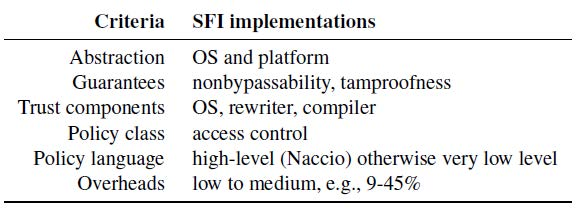 Criteria SFI implementations
Abstraction OS and platform
Guarantees nonbypassability, tamproofness
Trust components OS, rewriter, compiler
Policy class access control
Policy language high-level (Naccio) otherwise very low level
Overheads low to medium, e.g., 9-45%